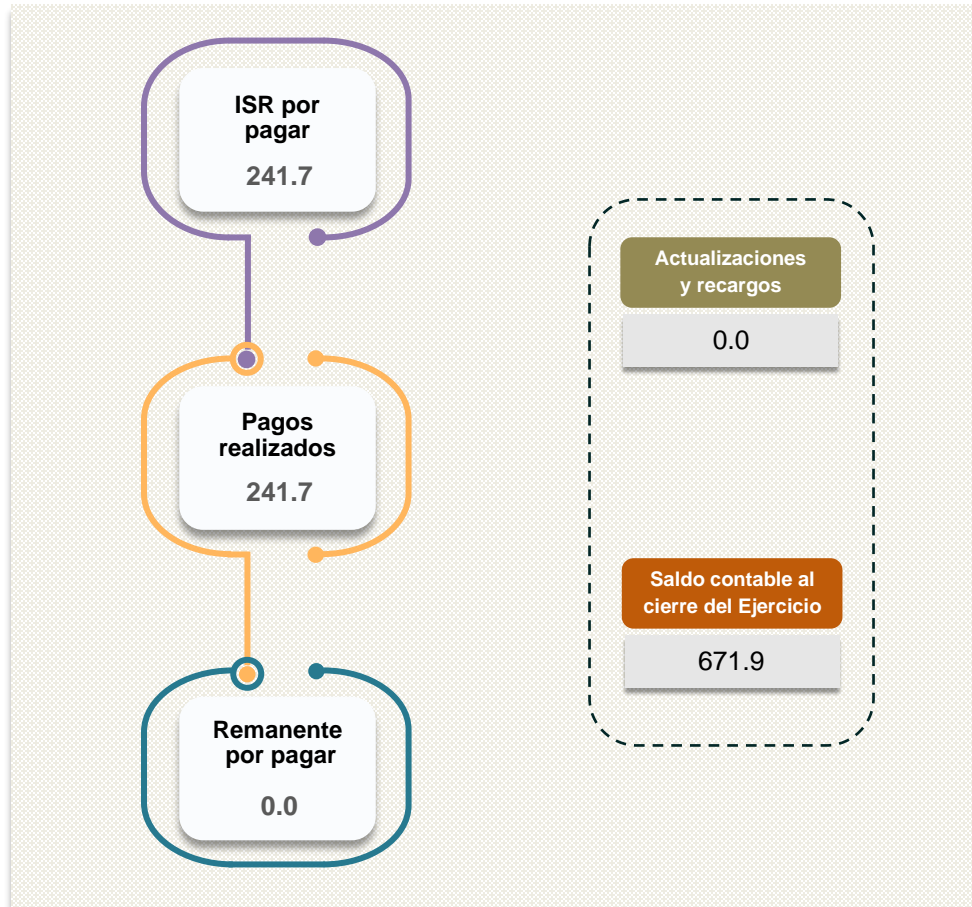 ISR por
pagar
241.7
Pagos
realizados
241.7
Remanente
por pagar
0.0
Actualizaciones
y recargos
0.0
Saldo contable al
cierre del Ejercicio
671.9